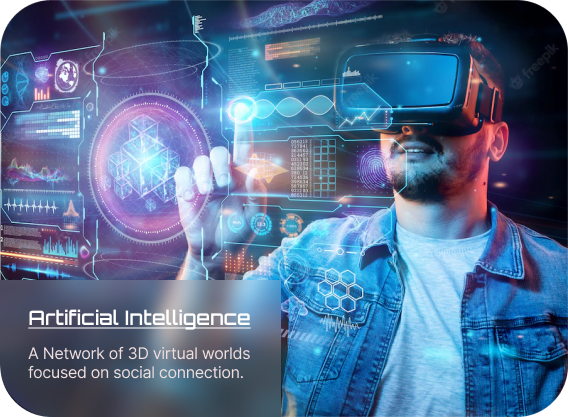 Artificial Intelligence
A Network of 3D virtual worlds
focused on social connection.